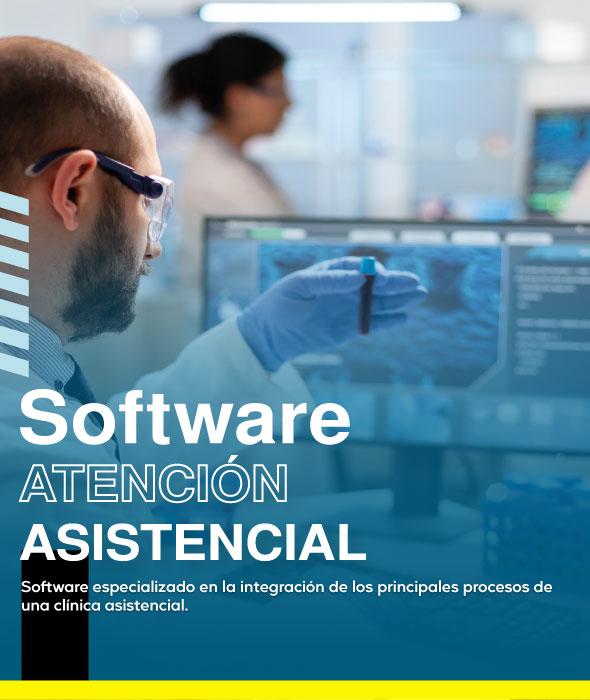 Software
ATENCIÓN
ASISTENCIAL
Software especializado en la integración de los principales procesos de
una clínica asistencial.